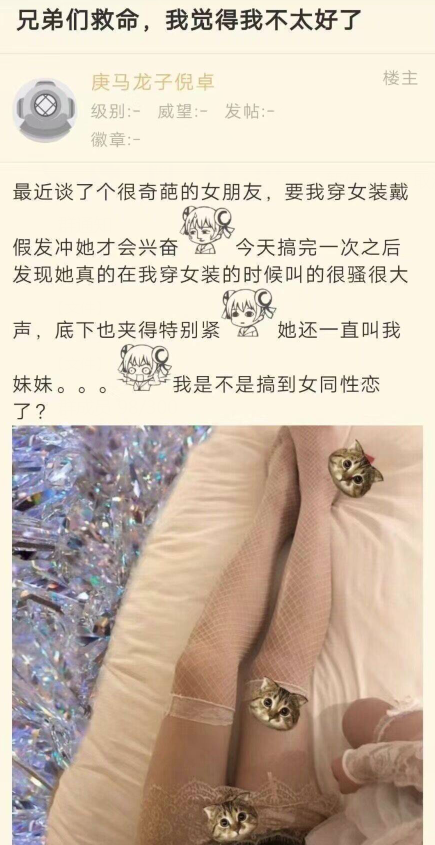 兄弟们救命，我觉得我不太好了
庚马龙子倪卓
楼主
级别:- 威望:- 发帖:-
徽章:-
最近谈了个很奇葩的女朋友，要我穿女装戴
假发冲她才会兴奋 今天搞完一次之后
发现她真的在我穿女装的时候叫的很骚很大
声，底下也夹得特别紧 她还一直叫我
妹妹。。。 我是不是搞到女同性恋
了？